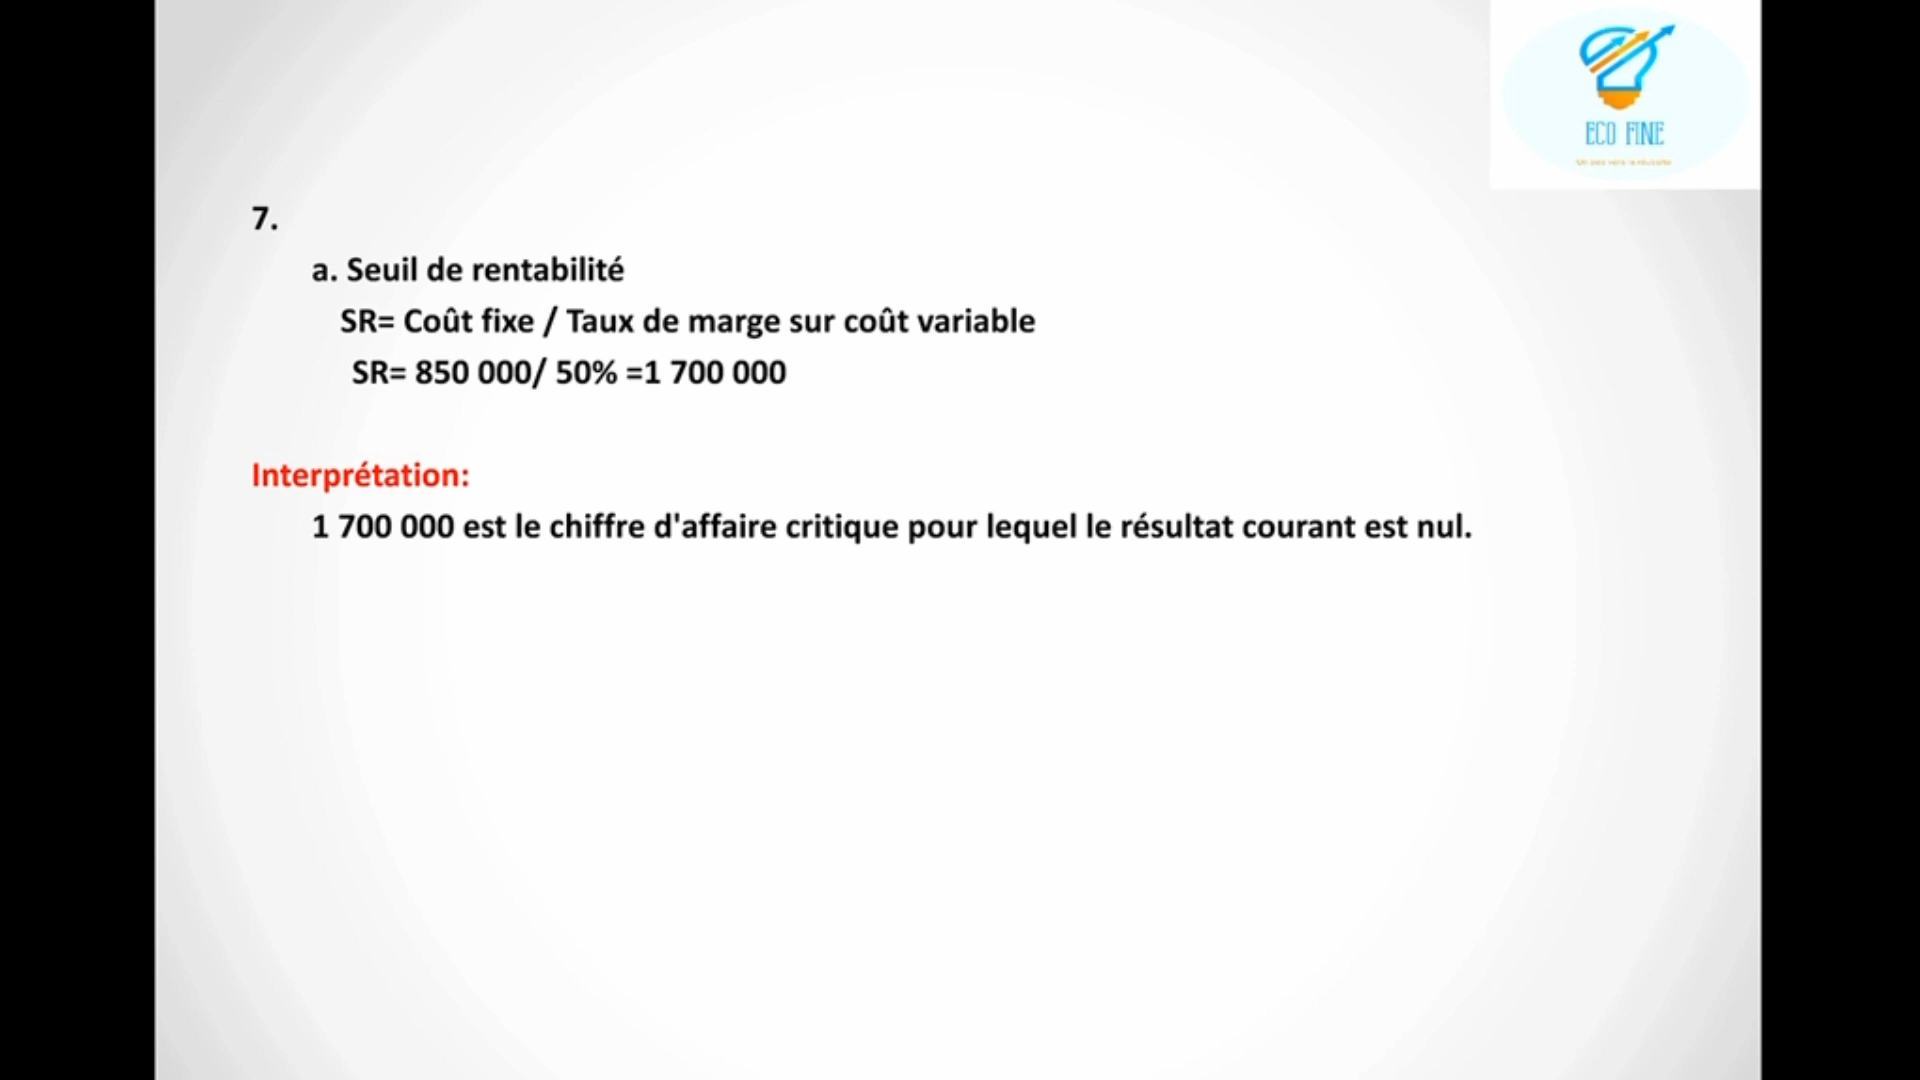 ECO FINE
7.
a. Seuil de rentabilité
SR= Coût fixe / Taux de marge sur coût variable
SR= 850 000/ 50% =1 700 000
Interprétation:
1 700 000 est le chiffre d'affaire critique pour lequel le résultat courant est nul.